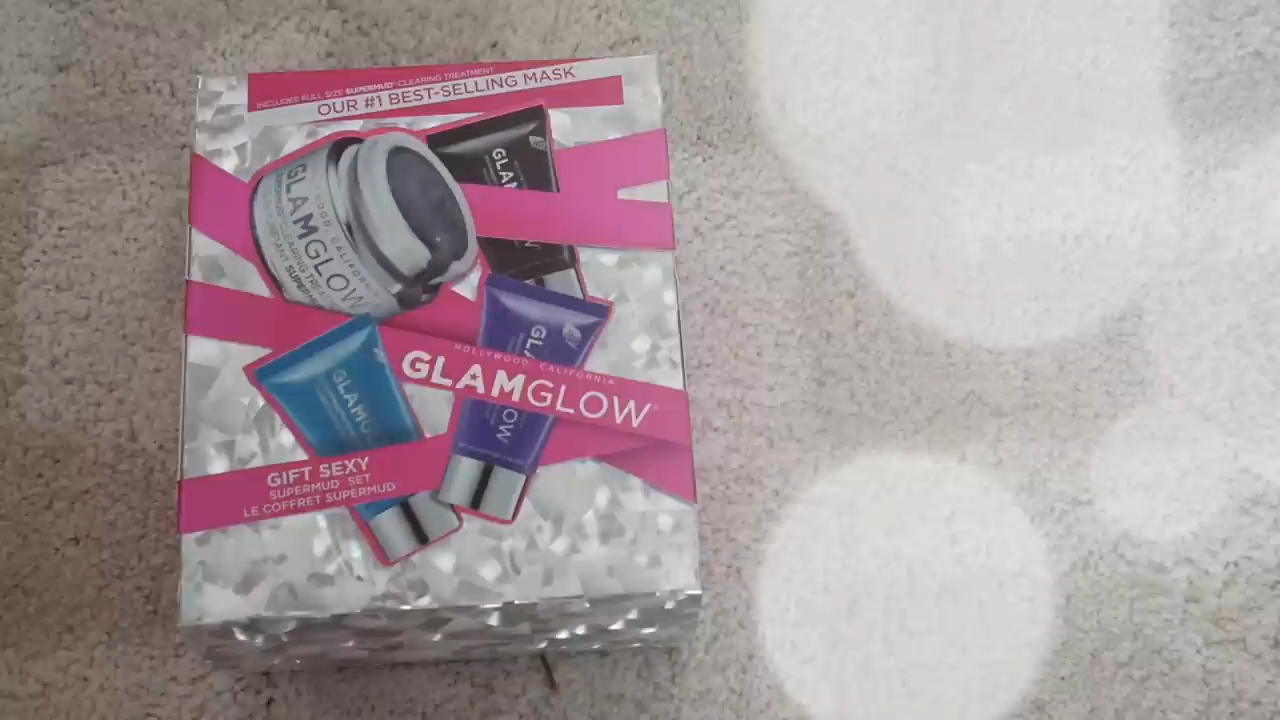 INCLUDES FULL SIZE SUPERMUD® CLEARING TREATMENT
OUR #1 BEST-SELLING MASK
GLAMGLOW
HOLLYWOOD, CALIFORNIA
GLAMGLOW®
GIFT SEXY
SUPERMUD® SET
LE COFFRET SUPERMUD